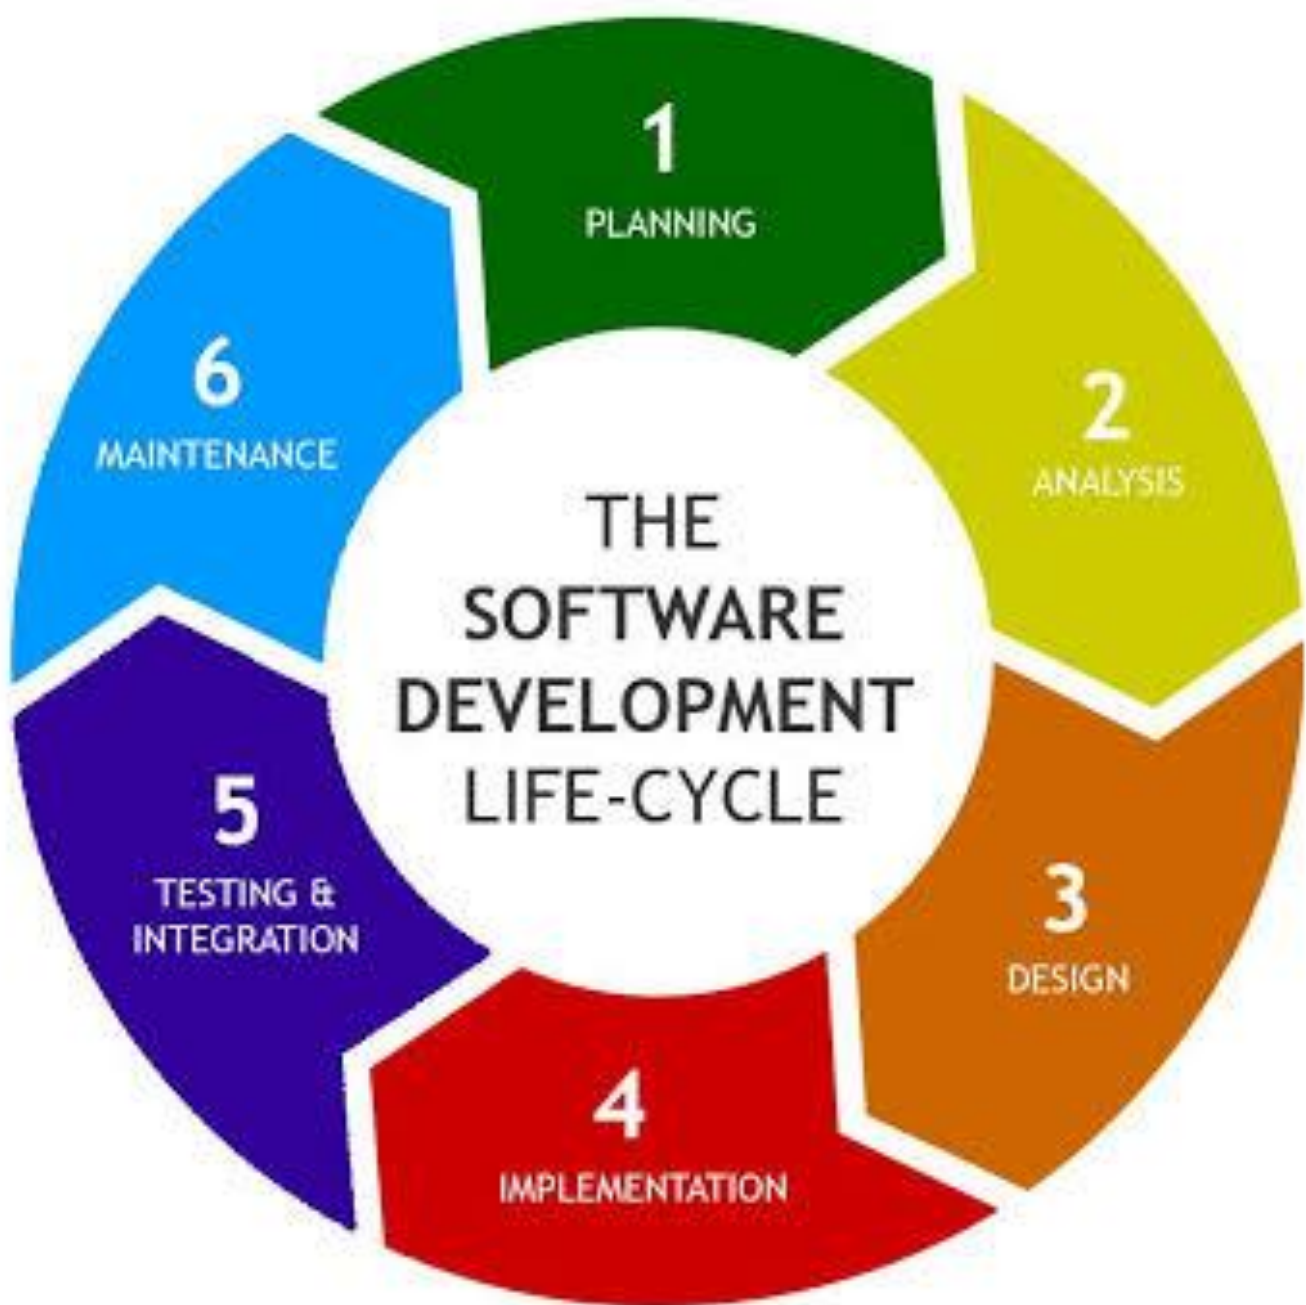 1
PLANNING
2
ANALYSIS
3
DESIGN
4
IMPLEMENTATION
5
TESTING &
INTEGRATION
6
MAINTENANCE
THE
SOFTWARE
DEVELOPMENT
LIFE-CYCLE